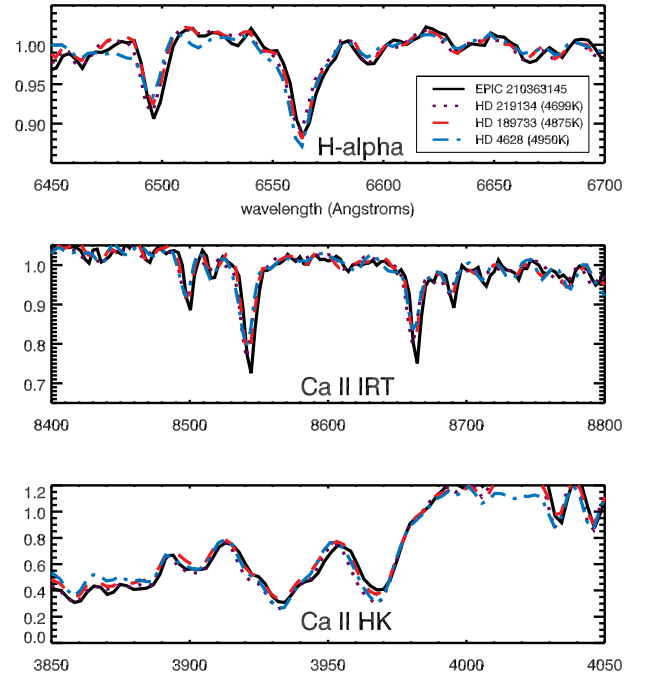 1.00
0.95
0.90
EPIC 210363145
HD 219134 (4699K)
HD 189733 (4875K)
HD 4628 (4950K)
H-alpha
6450 6500 6550 6600 6650 6700
wavelength (Angstroms)
1.0
0.9
0.8
0.7
Ca II IRT
8400 8500 8600 8700 8800
1.2
1.0
0.8
0.6
0.4
0.2
0.0
Ca II HK
3850 3900 3950 4000 4050